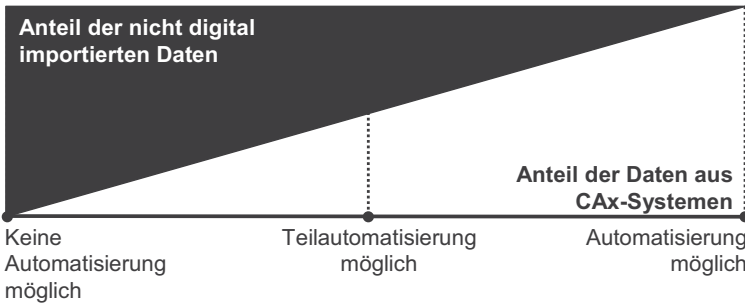 Anteil der nicht digital
importierten Daten
Anteil der Daten aus
CAx-Systemen
Keine
Automatisierung
möglich
Teilautomatisierung
möglich
Automatisierung
möglich